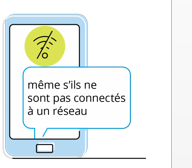 même s'ils ne
sont pas connectés
à un réseau